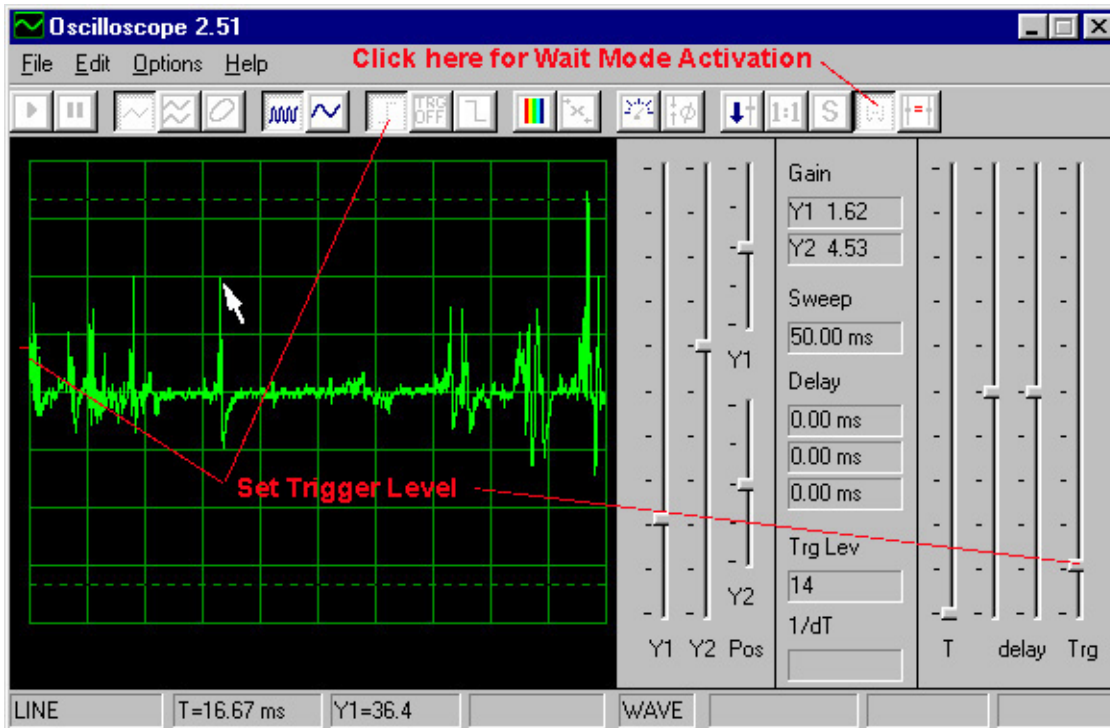 Oscilloscope 2.51
File Edit Options Help
Click here for Wait Mode Activation
TRG OFF
1:1 S
Gain
Y1 1.62
Y2 4.53
Sweep
50.00 ms
Y1
Delay
0.00 ms
0.00 ms
0.00 ms
Set Trigger Level
Trg Lev
14
Y2
1/dT
Y1 Y2 Pos
T delay Trg
LINE T=16.67 ms Y1=36.4 WAVE